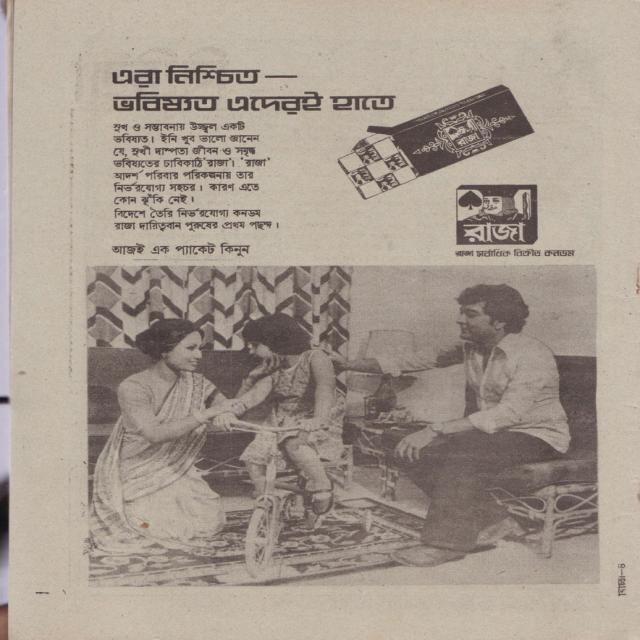 এরা নিশ্চিত —
ভবিষ্যত এদেরই হাতে
সুখ ও সম্ভাবনায় উজ্জ্বল একটি
ভবিষ্যত। ইনি খুব ভালো জানেন
যে, সুখী দাম্পত্য জীবন ও সমৃদ্ধ
ভবিষ্যতের চাবিকাঠি 'রাজা'। 'রাজা'
আদর্শ পরিবার পরিকল্পনায় তার
নির্ভরযোগ্য সহচর। কারণ এতে
কোন ঝুঁকি নেই।
বিদেশে তৈরি নির্ভরযোগ্য কনডম
রাজা দায়িত্ববান পুরুষের প্রথম পছন্দ।
আজই এক প্যাকেট কিনুন
রাজা
রাজা
রাজা সর্বাধিক বিক্রীত কনডম